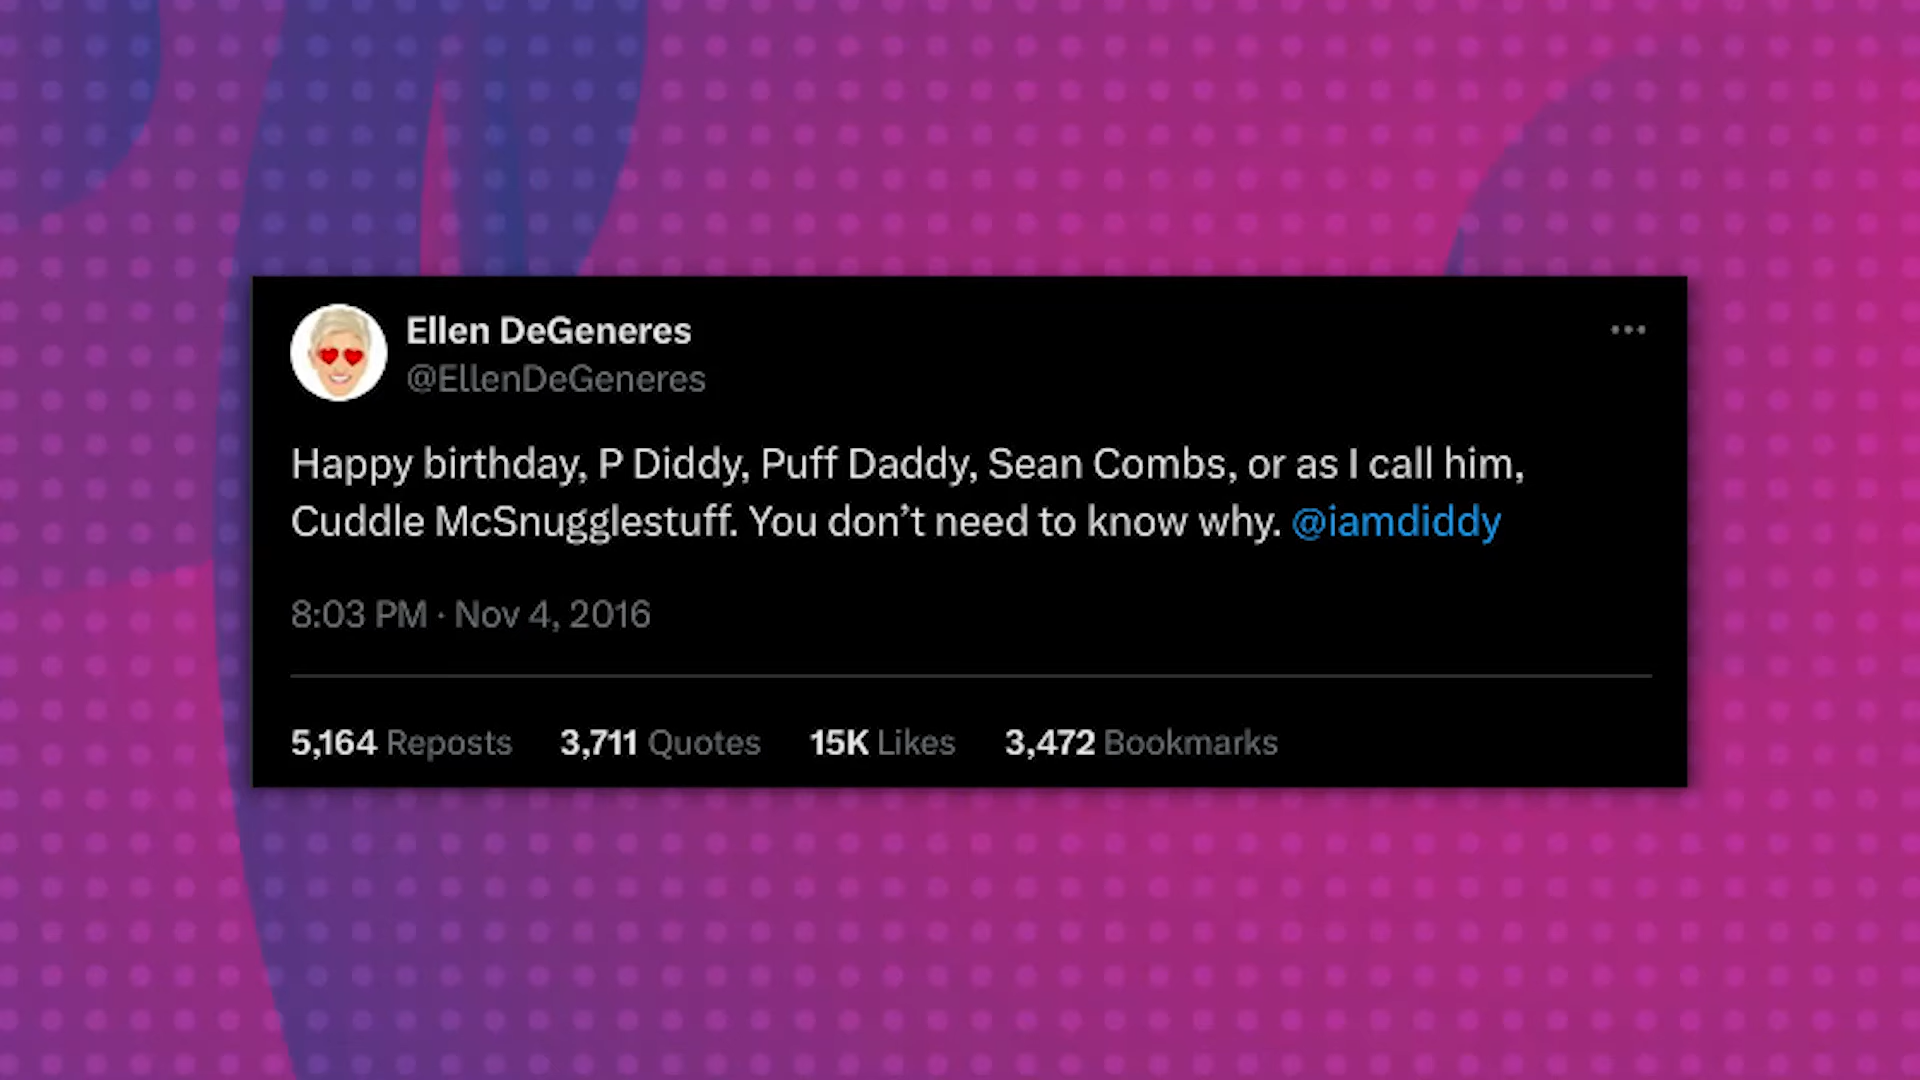 Ellen DeGeneres
@EllenDeGeneres
Happy birthday, P Diddy, Puff Daddy, Sean Combs, or as I call him,
Cuddle McSnugglestuff. You don’t need to know why. @iamdiddy
8:03 PM · Nov 4, 2016
5,164 Reposts 3,711 Quotes 15K Likes 3,472 Bookmarks